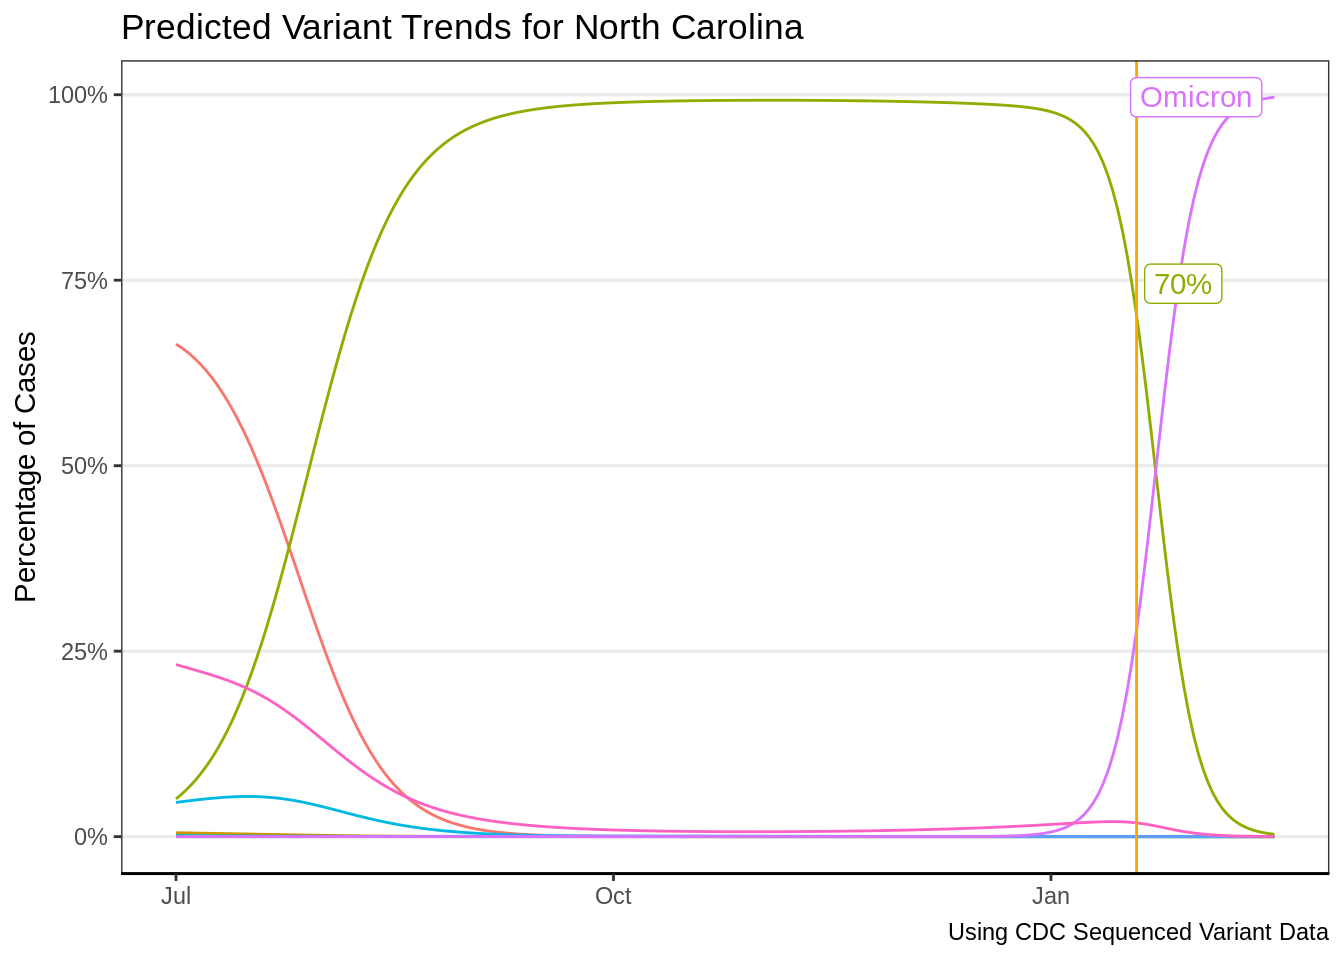 Predicted Variant Trends for North Carolina
Percentage of Cases
100%
75%
50%
25%
0%
Omicron
70%
Jul
Oct
Jan
Using CDC Sequenced Variant Data